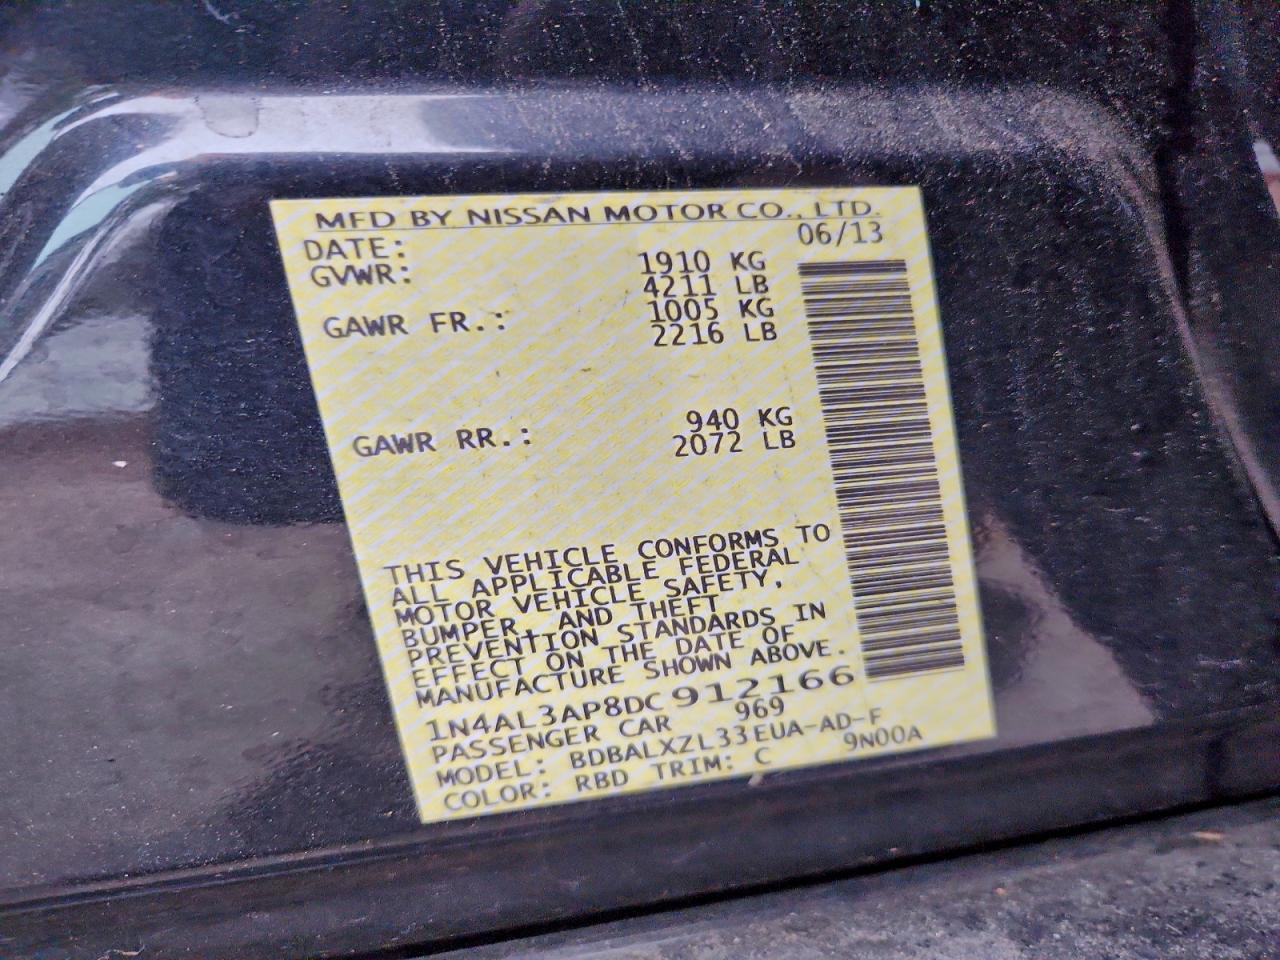 MFD BY NISSAN MOTOR CO., LTD.
DATE: 06/13
GVWR: 1910 KG
4211 LB
GAWR FR.: 1005 KG
2216 LB
GAWR RR.: 940 KG
2072 LB
THIS VEHICLE CONFORMS TO
ALL APPLICABLE FEDERAL
MOTOR VEHICLE SAFETY,
BUMPER, AND THEFT
PREVENTION STANDARDS IN
EFFECT ON THE DATE OF
MANUFACTURE SHOWN ABOVE.
1N4AL3AP8DC912166
PASSENGER CAR 969
MODEL: BDBALXZL33EUA-AD-F
COLOR: RBD TRIM: C 9N00A